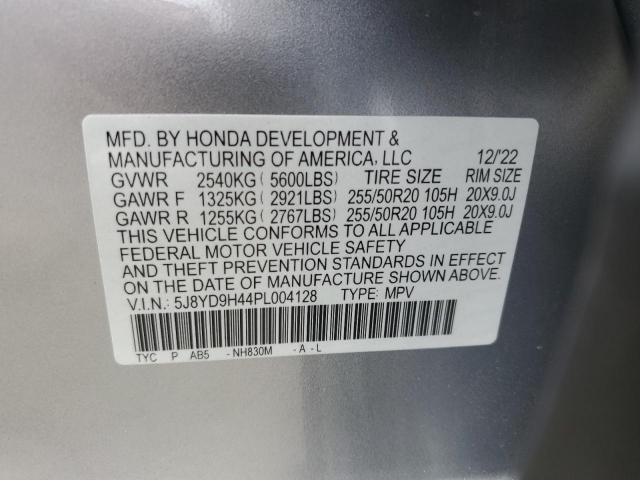 MFD. BY HONDA DEVELOPMENT &
MANUFACTURING OF AMERICA, LLC 12/'22
GVWR 2540KG( 5600LBS) TIRE SIZE RIM SIZE
GAWR F 1325KG( 2921LBS) 255/50R20 105H 20X9.0J
GAWR R 1255KG( 2767LBS) 255/50R20 105H 20X9.0J
THIS VEHICLE CONFORMS TO ALL APPLICABLE
FEDERAL MOTOR VEHICLE SAFETY
AND THEFT PREVENTION STANDARDS IN EFFECT
ON THE DATE OF MANUFACTURE SHOWN ABOVE.
V.I.N.: 5J8YD9H44PL004128 TYPE: MPV
TYC P AB5 -NH830M -A-L